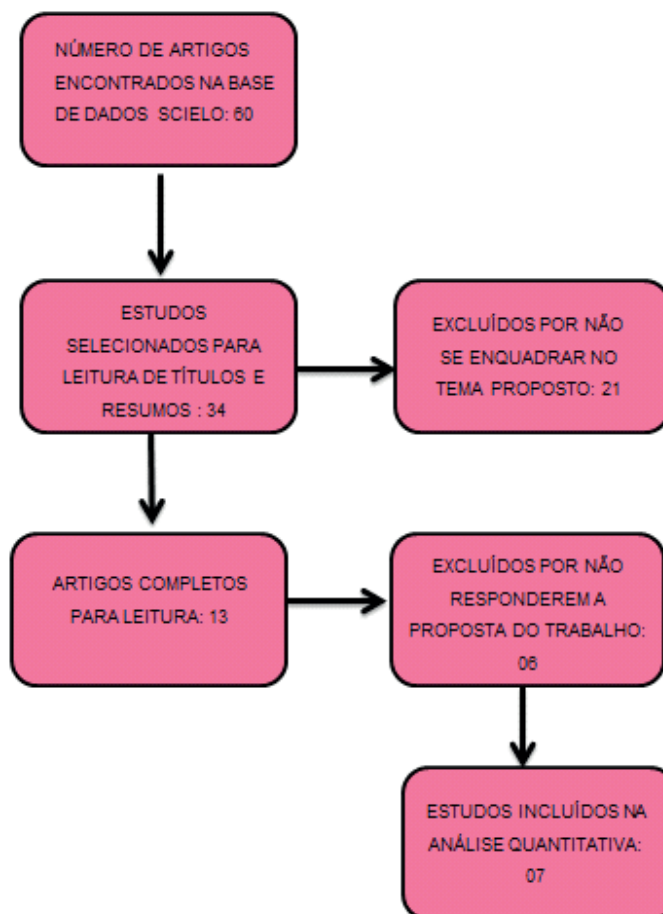 NÚMERO DE ARTIGOS
ENCONTRADOS NA BASE
DE DADOS SCIELO: 60
ESTUDOS
SELECIONADOS PARA
LEITURA DE TÍTULOS E
RESUMOS : 34
EXCLUÍDOS POR NÃO
SE ENQUADRAR NO
TEMA PROPOSTO: 21
ARTIGOS COMPLETOS
PARA LEITURA: 13
EXCLUÍDOS POR NÃO
RESPONDEREM A
PROPOSTA DO TRABALHO:
06
ESTUDOS INCLUÍDOS NA
ANÁLISE QUANTITATIVA:
07